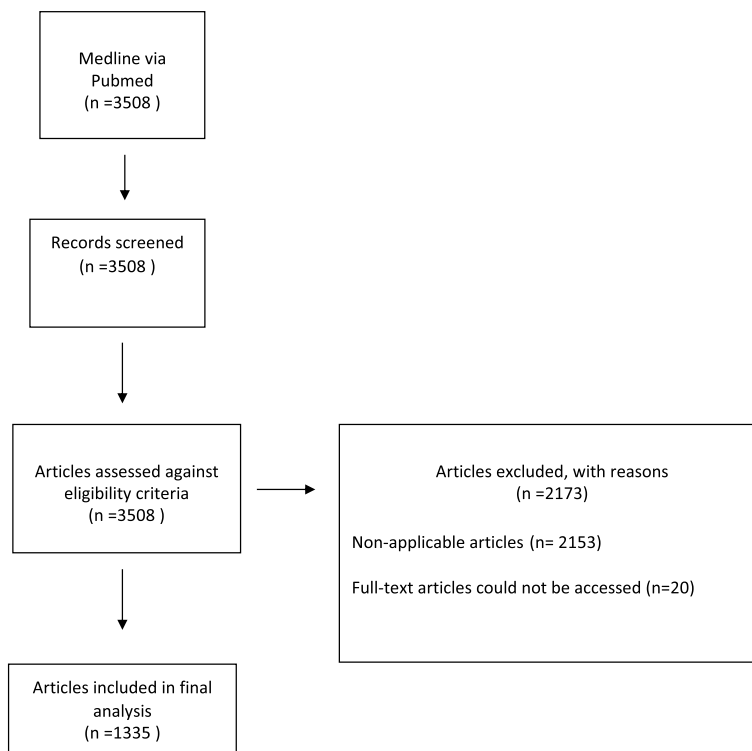 Medline via
Pubmed
(n =3508 )
Records screened
(n =3508 )
Articles assessed against
eligibility criteria
(n =3508 )
Articles excluded, with reasons
(n =2173)
Non-applicable articles (n= 2153)
Full-text articles could not be accessed (n=20)
Articles included in final
analysis
(n =1335 )